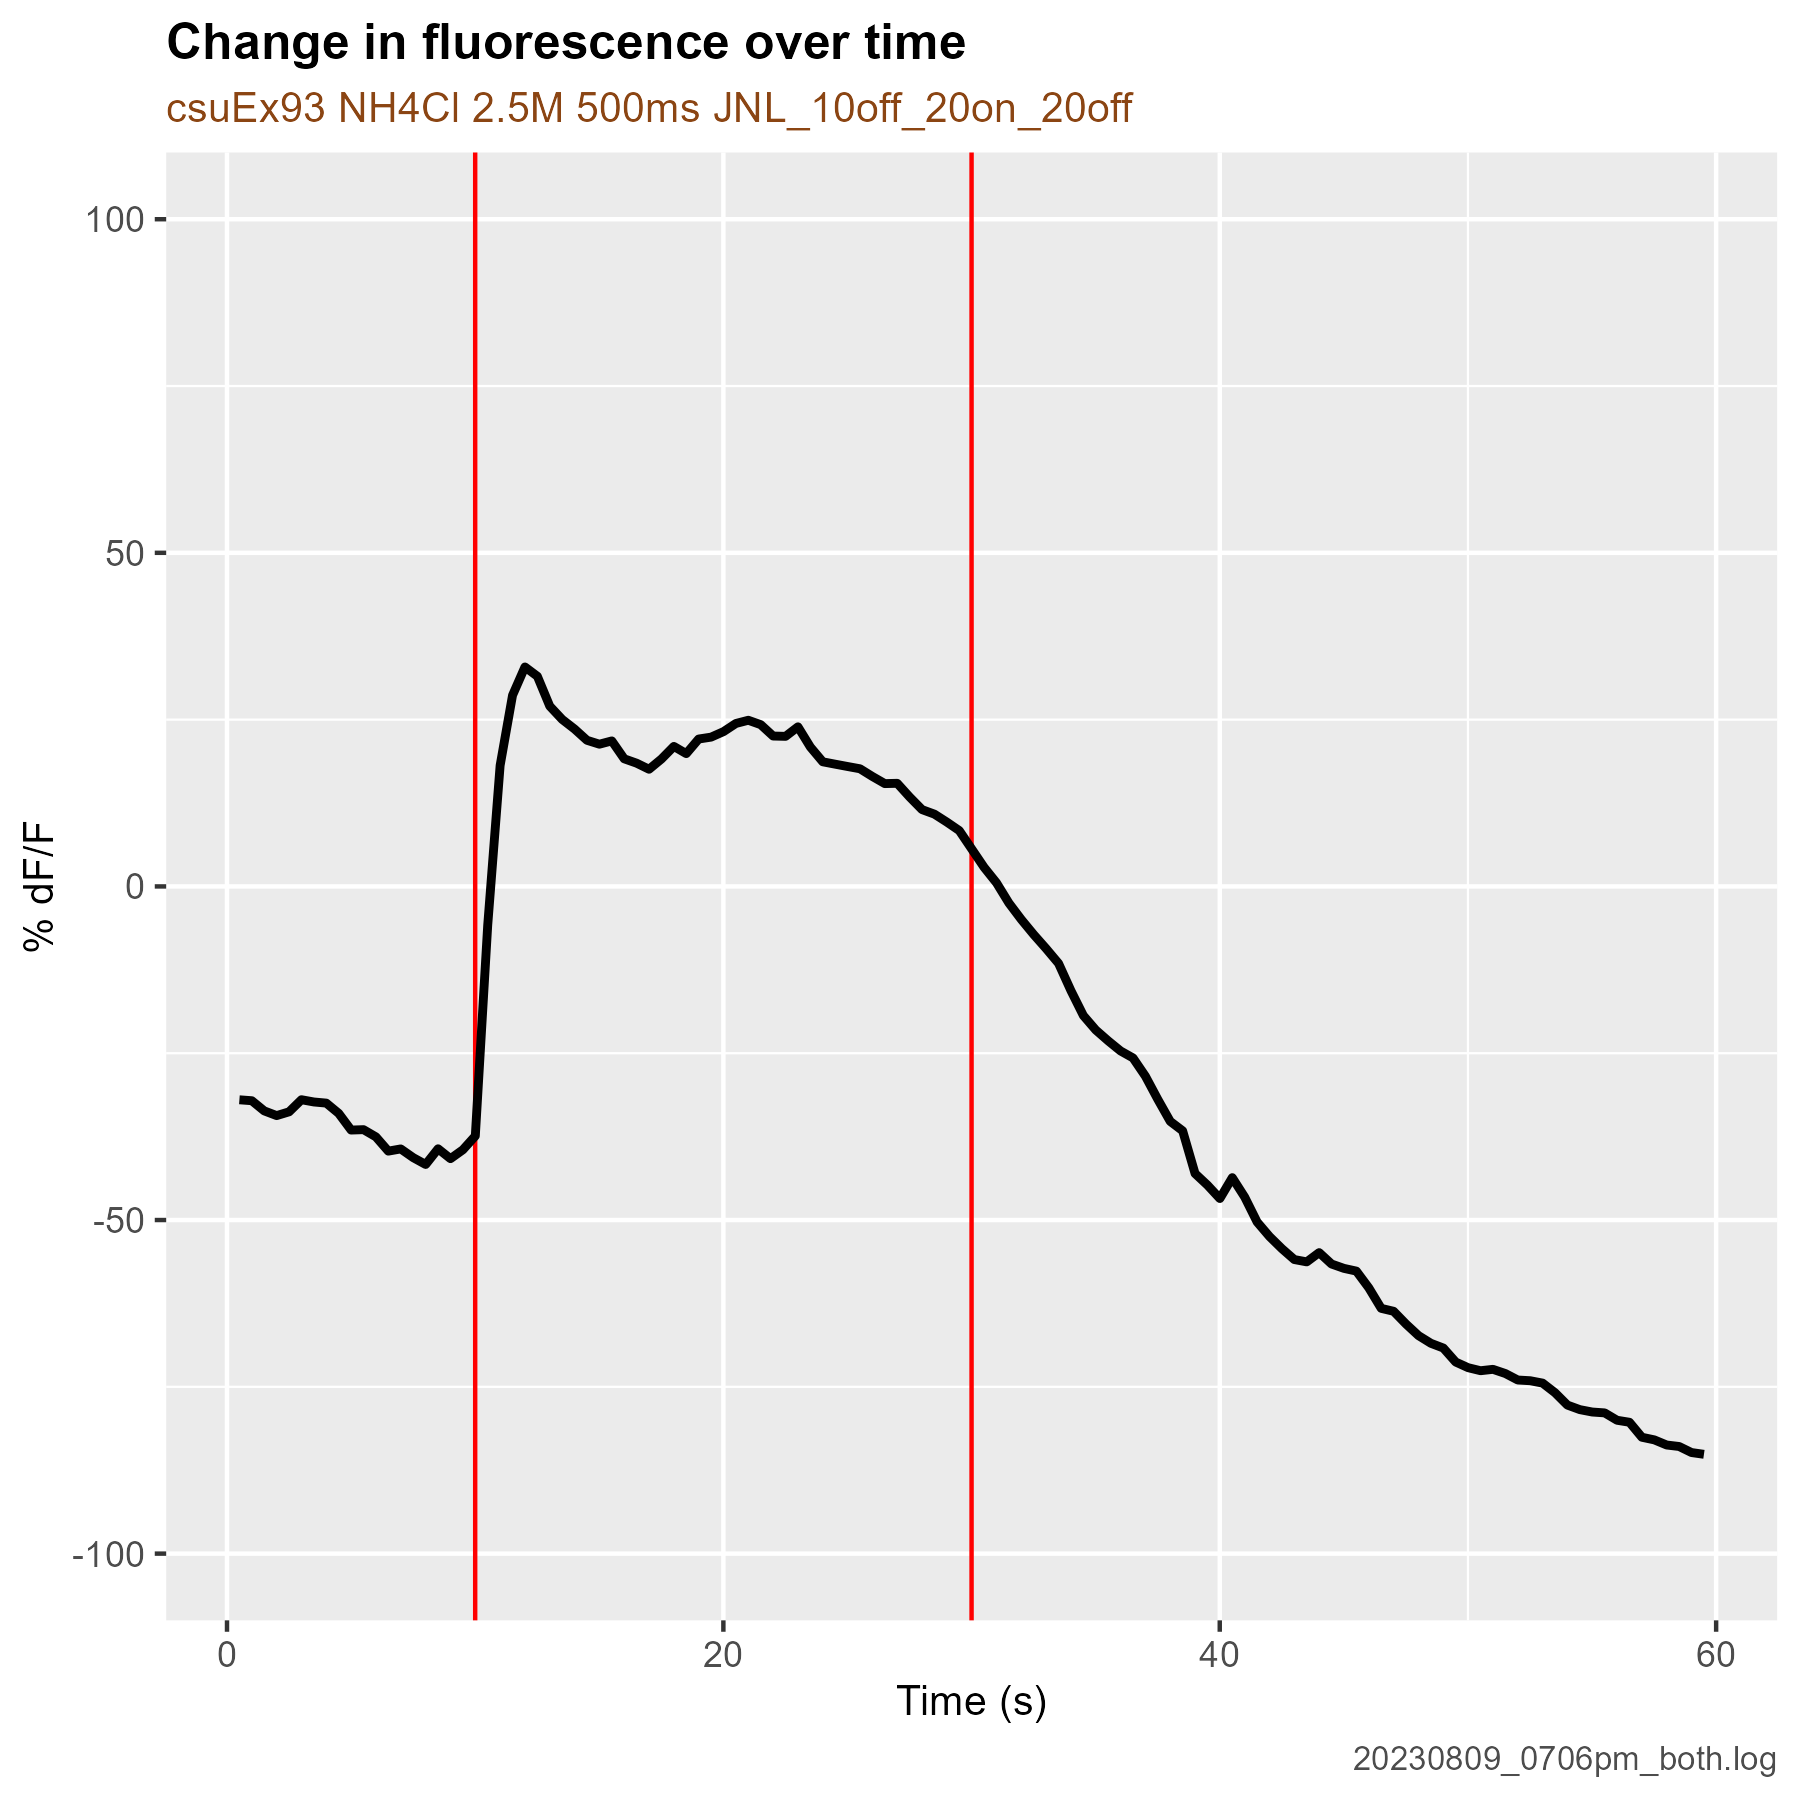 Change in fluorescence over time
csuEx93 NH4Cl 2.5M 500ms JNL_10off_20on_20off
100
50
0
-50
-100
% dF/F
0 20 40 60
Time (s)
20230809_0706pm_both.log